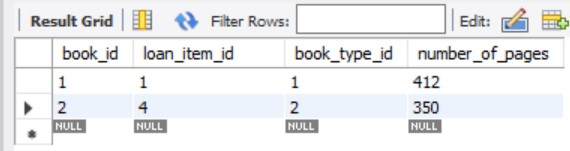 Result Grid Filter Rows: Edit:
book_id loan_item_id book_type_id number_of_pages
1 1 1 412
2 4 2 350
NULL NULL NULL NULL